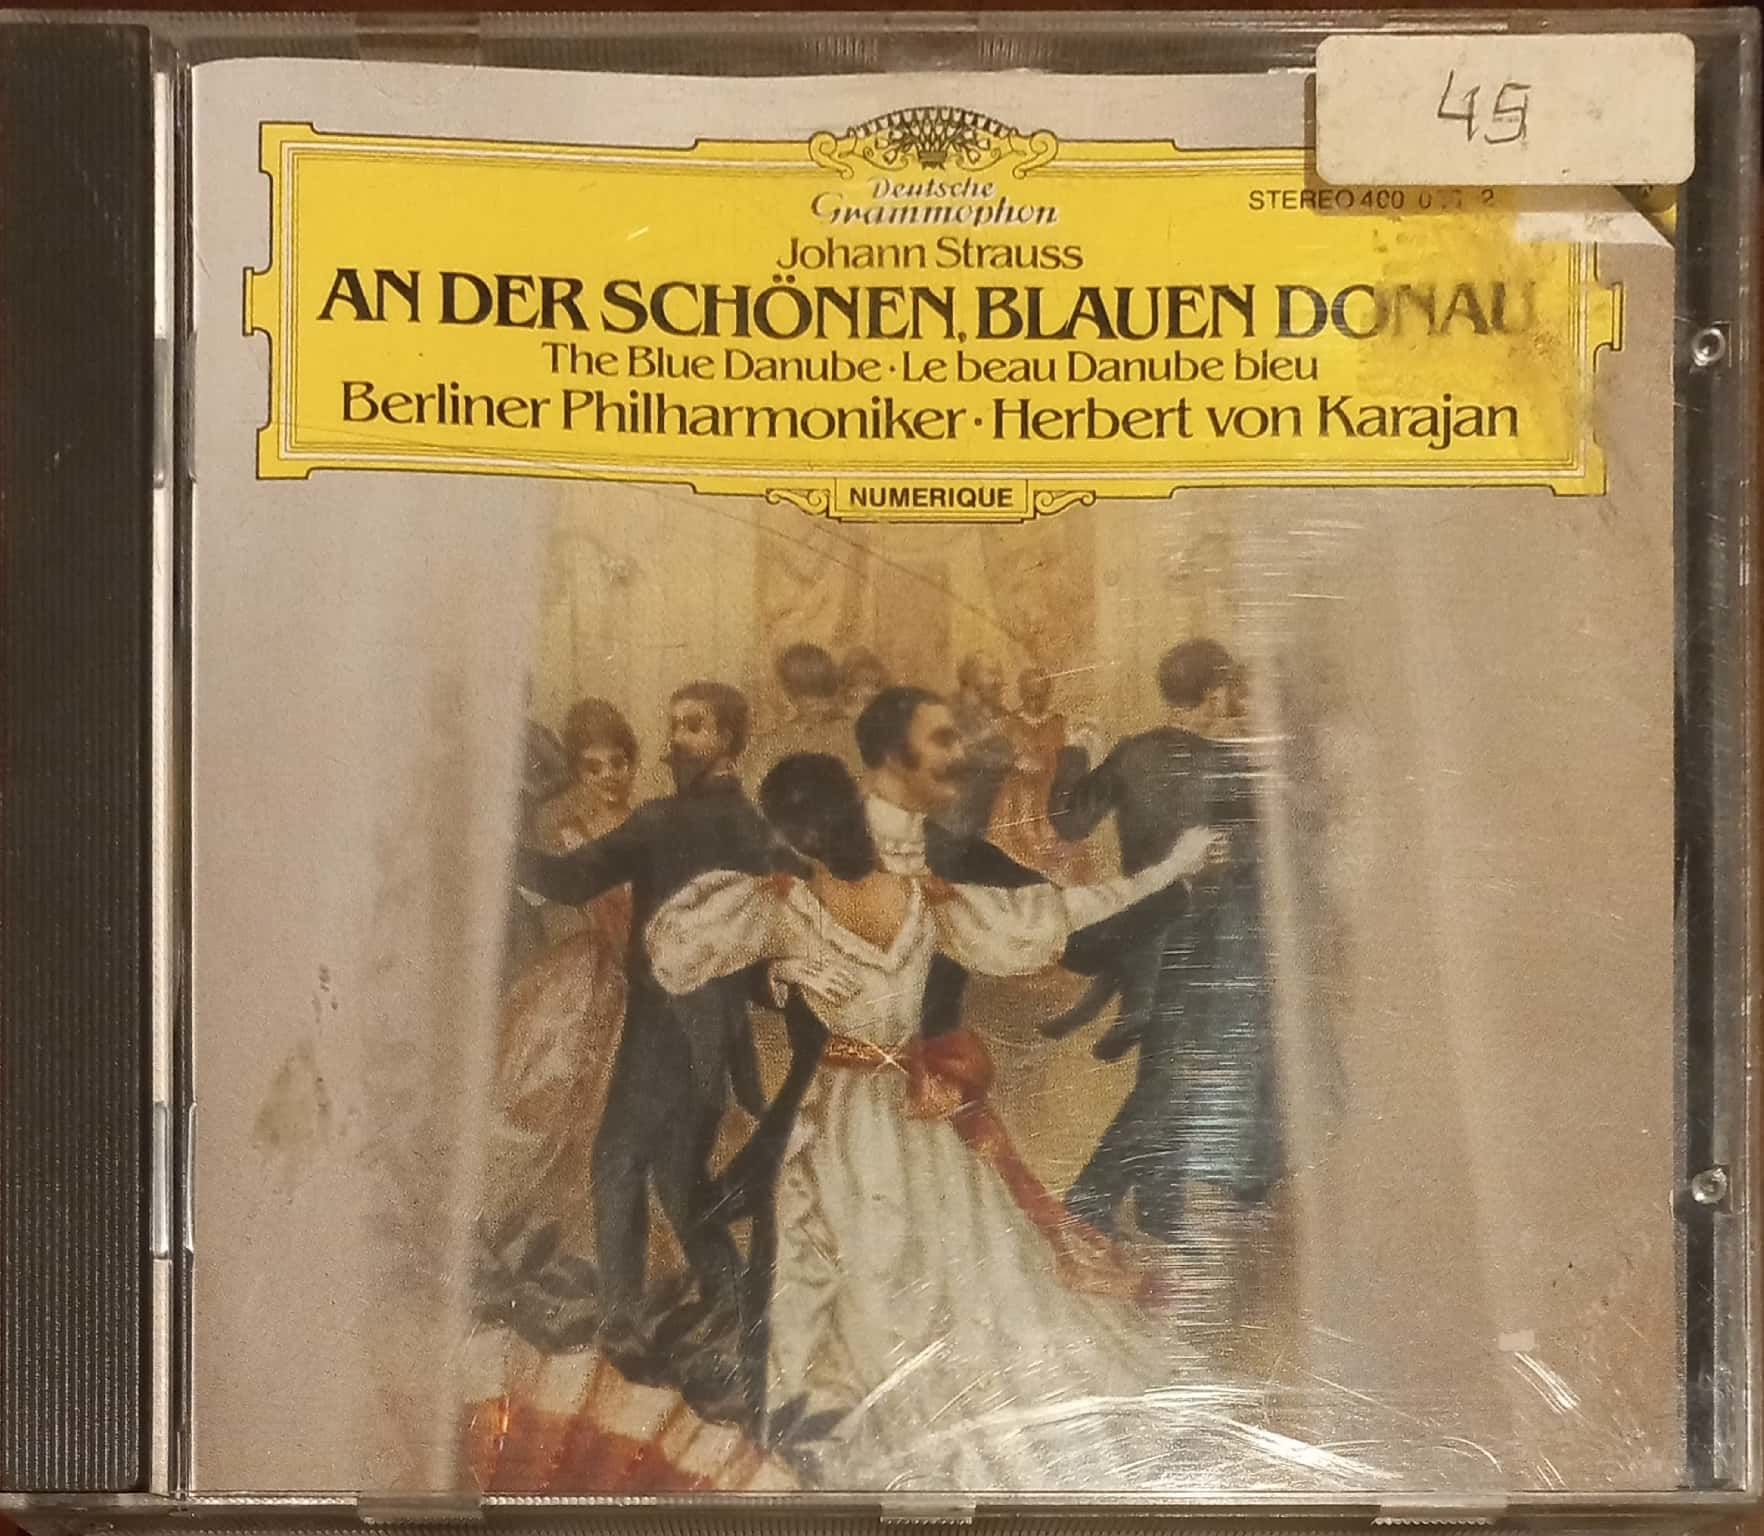 45
Deutsche
Grammophon
STEREO 400
Johann Strauss
AN DER SCHÖNEN, BLAUEN DONAU
The Blue Danube · Le beau Danube bleu
Berliner Philharmoniker · Herbert von Karajan
NUMERIQUE